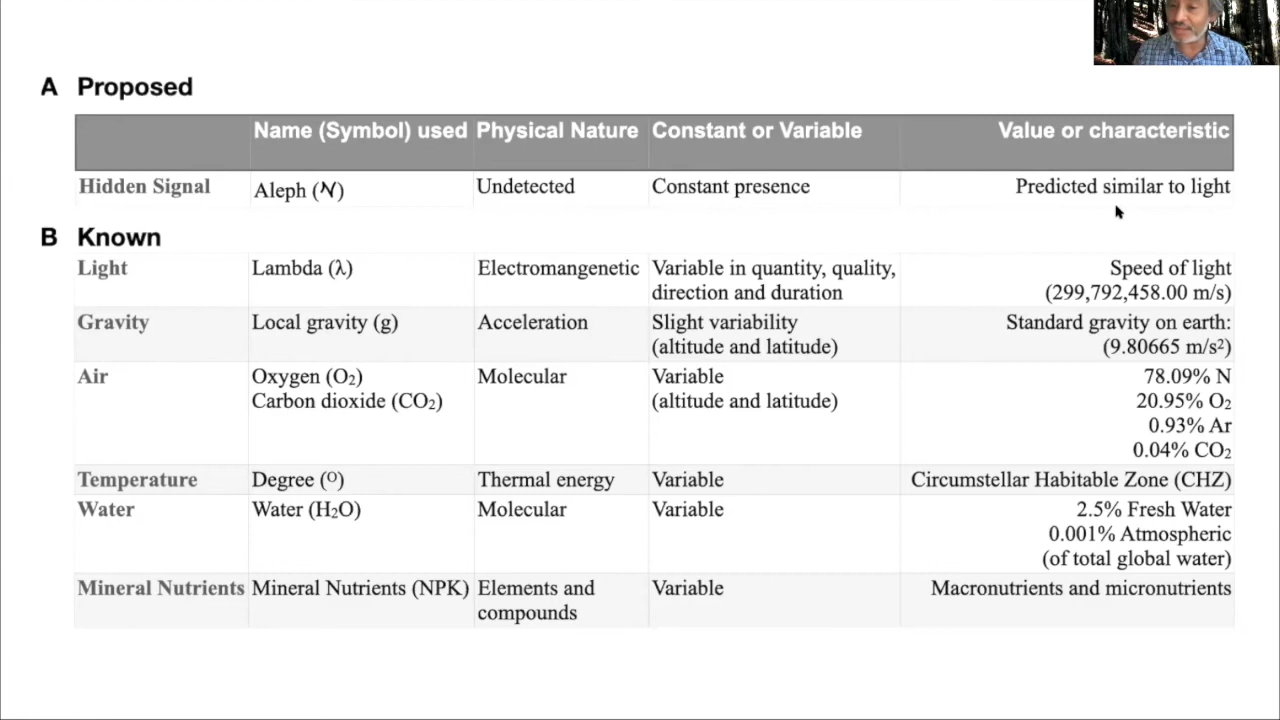 A Proposed
Name (Symbol) used Physical Nature Constant or Variable Value or characteristic
Hidden Signal Aleph (ℵ) Undetected Constant presence Predicted similar to light
B Known
Light Lambda (λ) Electromangenetic Variable in quantity, quality, Speed of light
direction and duration (299,792,458.00 m/s)
Gravity Local gravity (g) Acceleration Slight variability Standard gravity on earth:
(altitude and latitude) (9.80665 m/s²)
Air Oxygen (O₂) Molecular Variable 78.09% N
Carbon dioxide (CO₂) (altitude and latitude) 20.95% O₂
0.93% Ar
0.04% CO₂
Temperature Degree (⁰) Thermal energy Variable Circumstellar Habitable Zone (CHZ)
Water Water (H₂O) Molecular Variable 2.5% Fresh Water
0.001% Atmospheric
(of total global water)
Mineral Nutrients Mineral Nutrients (NPK) Elements and Variable Macronutrients and micronutrients
compounds